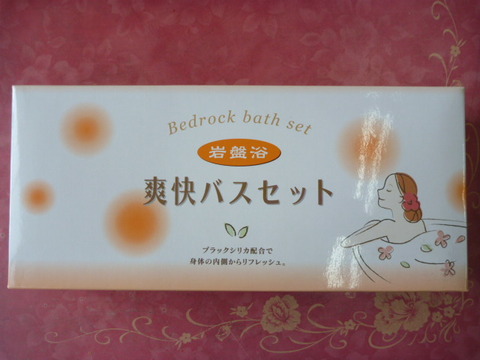 Bedrock bath set
岩盤浴
爽快バスセット
ブラックシリカ配合で
身体の内側からリフレッシュ。